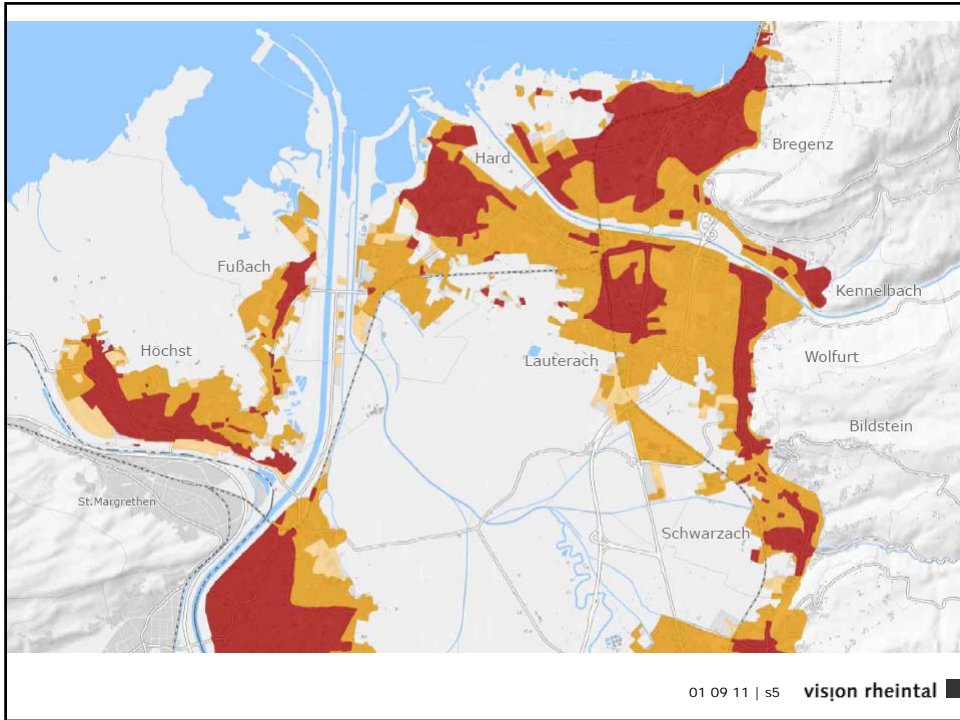 Bregenz
Hard
Fußach
Kennelbach
Höchst
Lauterach
Wolfurt
Bildstein
St.Margrethen
Schwarzach
01 09 11 | s5 vision rheintal